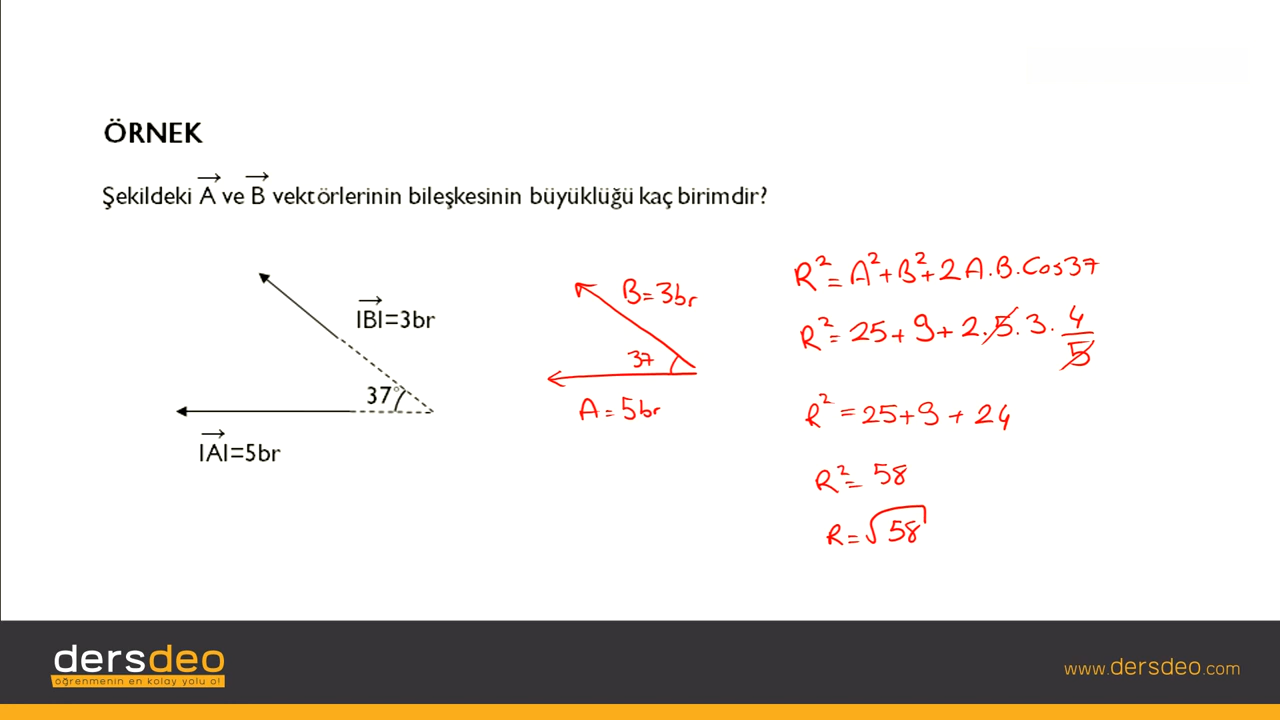 ÖRNEK
Şekildeki A ve B vektörlerinin bileşkesinin büyüklüğü kaç birimdir?
IBI=3br
37°
IAI=5br
B=3br
37
A=5br
R²=A²+B²+2A.B.Cos37
R²=25+9+2.5.3.4/5
R²=25+9+24
R²=58
R=√58
dersdeo
öğrenmenin en kolay yolu o!
www.dersdeo.com